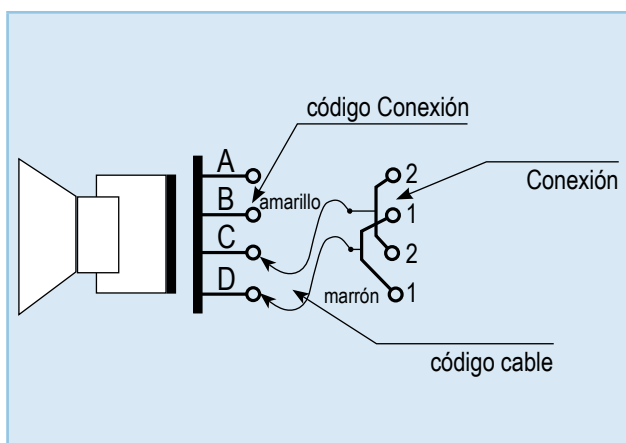 código Conexión
A
2
Conexión
amarillo
B
1
C
2
D
marrón
1
código cable